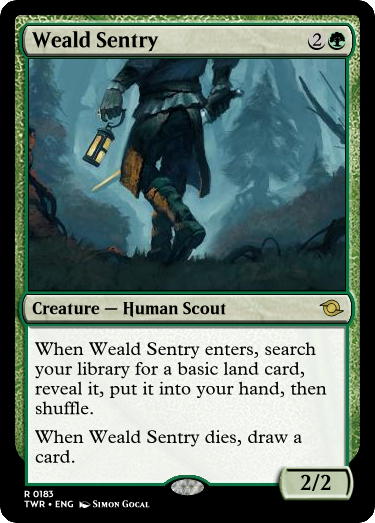 Weald Sentry 2
Creature — Human Scout
When Weald Sentry enters, search
your library for a basic land card,
reveal it, put it into your hand, then
shuffle.
When Weald Sentry dies, draw a
card.
2/2
R 0183
TWR • ENG Simon Gocal